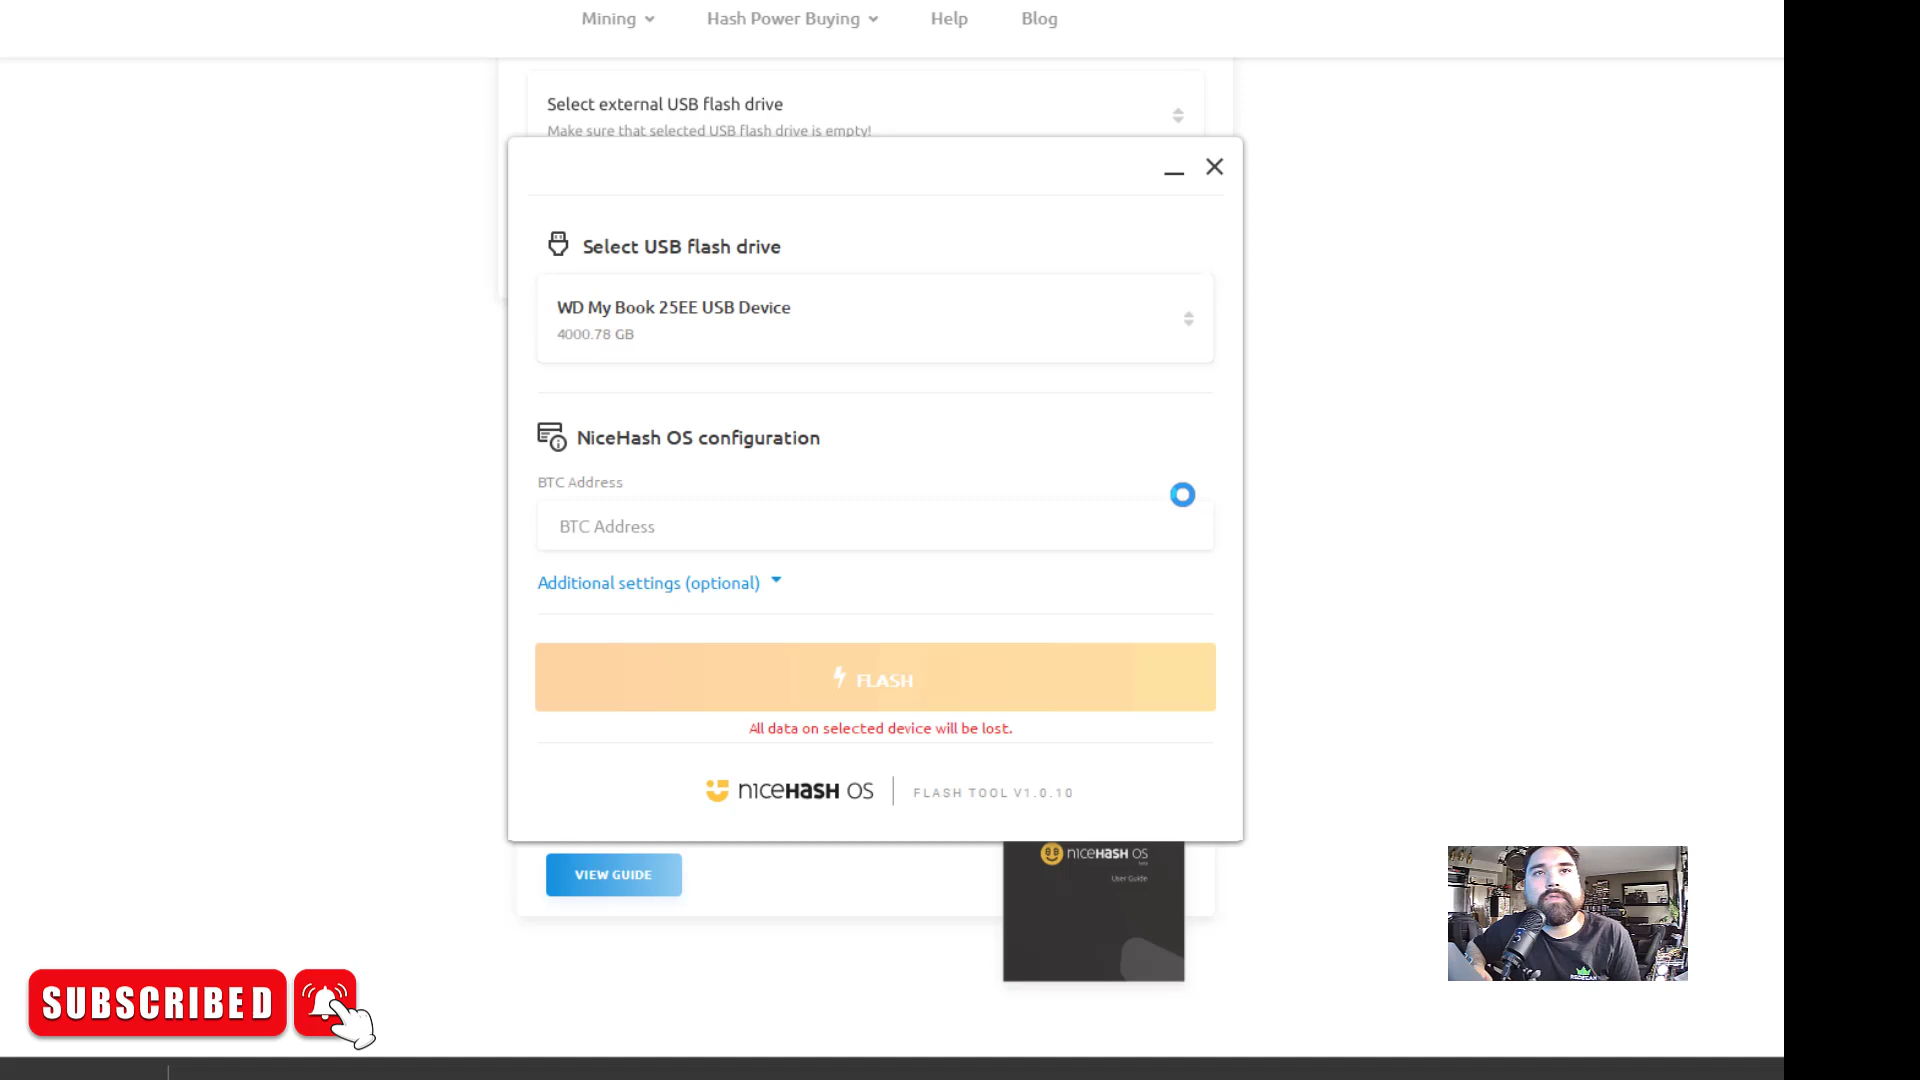 Mining
Hash Power Buying
Help
Blog
Select external USB flash drive
Make sure that selected USB flash drive is empty!
Select USB flash drive
WD My Book 25EE USB Device
4000.78 GB
NiceHash OS configuration
BTC Address
BTC Address
Additional settings (optional)
FLASH
All data on selected device will be lost.
nıceHASH OS
FLASH TOOL V1.0.10
VIEW GUIDE
nıceHASH OS
beta
User Guide
SUBSCRIBED